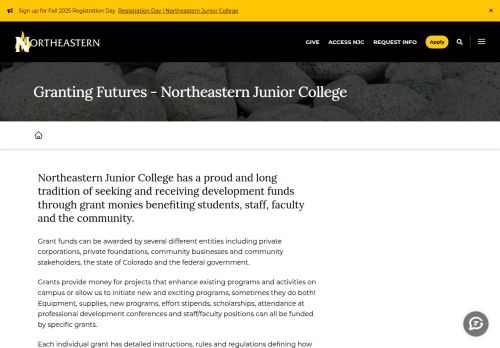 Sign up for Fall 2025 Registration Day Registration Day | Northeastern Junior College ×
NORTHEASTERN GIVE ACCESS NJC REQUEST INFO Apply
Granting Futures - Northeastern Junior College
Northeastern Junior College has a proud and long
tradition of seeking and receiving development funds
through grant monies benefiting students, staff, faculty
and the community.
Grant funds can be awarded by several different entities including private
corporations, private foundations, community businesses and community
stakeholders, the state of Colorado and the federal government.
Grants provide money for projects that enhance existing programs and activities on
campus or allow us to initiate new and exciting programs, sometimes they do both!
Equipment, supplies, new programs, effort stipends, scholarships, attendance at
professional development conferences and staff/faculty positions can all be funded
by specific grants.
Each individual grant has detailed instructions, rules and regulations defining how